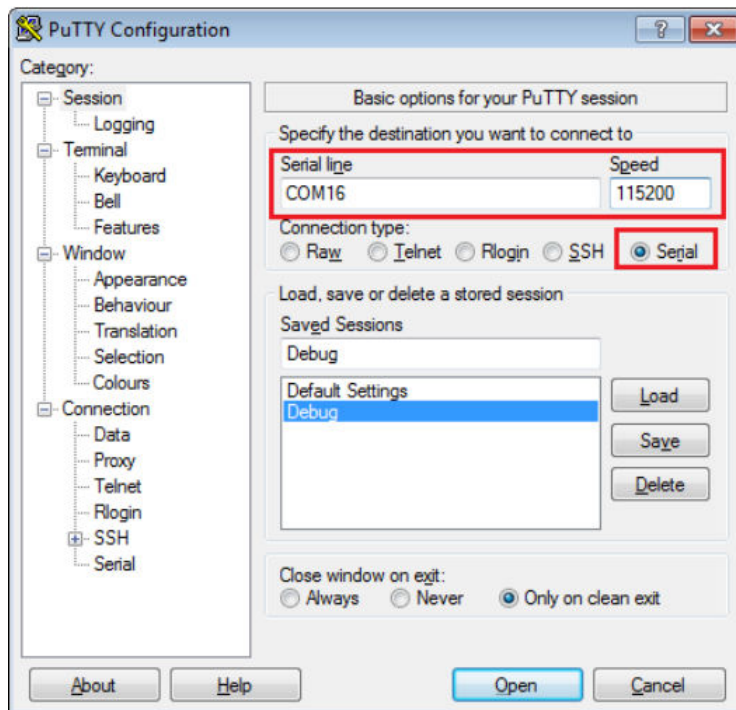 PuTTY Configuration
Category:
Session
Logging
Terminal
Keyboard
Bell
Features
Window
Appearance
Behaviour
Translation
Selection
Colours
Connection
Data
Proxy
Telnet
Rlogin
SSH
Serial
Basic options for your PuTTY session
Specify the destination you want to connect to
Serial line Speed
COM16 115200
Connection type:
Raw Telnet Rlogin SSH Serial
Load, save or delete a stored session
Saved Sessions
Debug
Default Settings
Debug
Load
Save
Delete
Close window on exit:
Always Never Only on clean exit
About Help Open Cancel